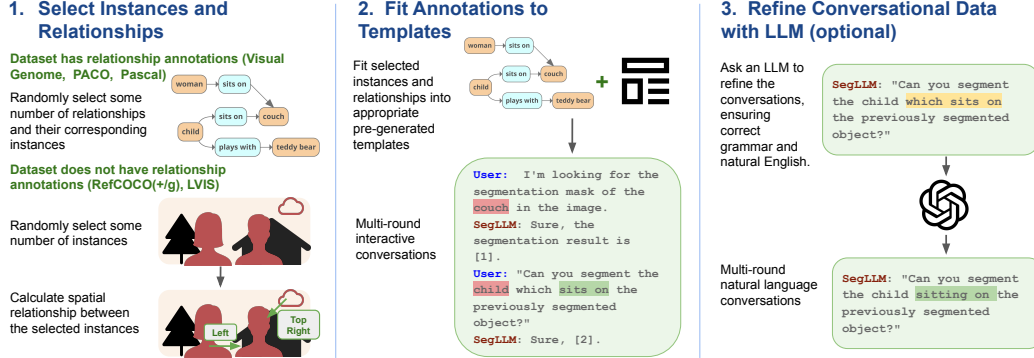 1. Select Instances and
Relationships
Dataset has relationship annotations (Visual
Genome, PACO, Pascal)
Randomly select some
number of relationships
and their corresponding
instances
woman
sits on
sits on
couch
child
plays with
teddy bear
Dataset does not have relationship
annotations (RefCOCO(+/g), LVIS)
Randomly select some
number of instances
Calculate spatial
relationship between
the selected instances
Left
Top
Right
2. Fit Annotations to
Templates
Fit selected
instances and
relationships into
appropriate
pre-generated
templates
woman
sits on
sits on
couch
child
plays with
teddy bear
+
Multi-round
interactive
conversations
User: I'm looking for the
segmentation mask of the
couch in the image.
SegLLM: Sure, the
segmentation result is
[1].
User: "Can you segment the
child which sits on the
previously segmented
object?"
SegLLM: Sure, [2].
3. Refine Conversational Data
with LLM (optional)
Ask an LLM to
refine the
conversations,
ensuring
correct
grammar and
natural English.
SegLLM: "Can you segment
the child which sits on
the previously segmented
object?"
Multi-round
natural language
conversations
SegLLM: "Can you segment
the child sitting on the
previously segmented
object?"